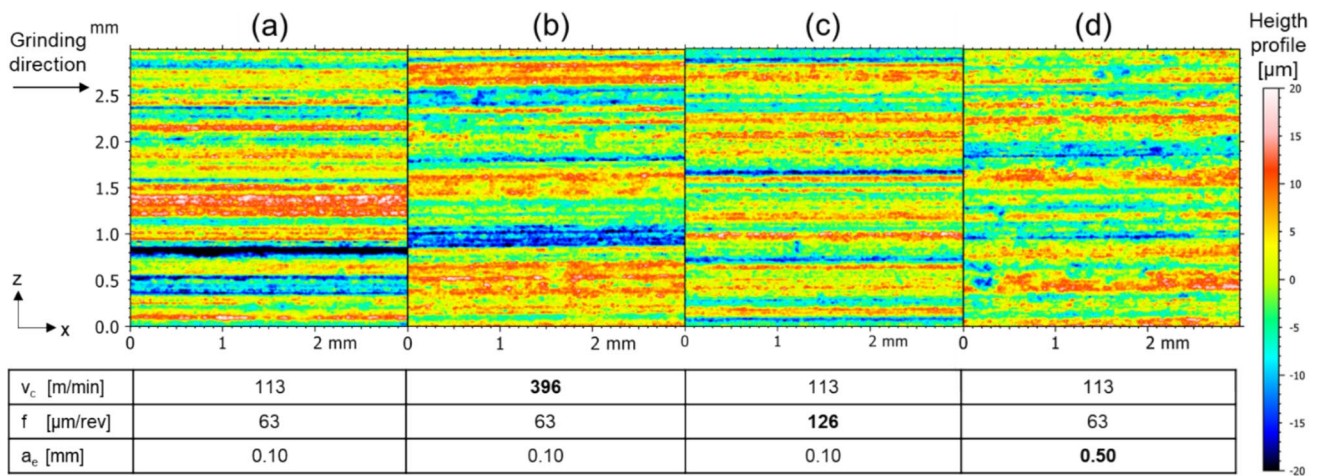 (a) (b) (c) (d)
Heigth profile [µm]
Grinding direction
mm
2.5
2.0
1.5
1.0
0.5
0.0
z
x
0 1 2 mm 0 1 2 mm 0 1 2 mm 0 1 2 mm
20
15
10
5
0
-5
-10
-15
-20
vc [m/min] 113 396 113 113
f [µm/rev] 63 63 126 63
ae [mm] 0.10 0.10 0.10 0.50